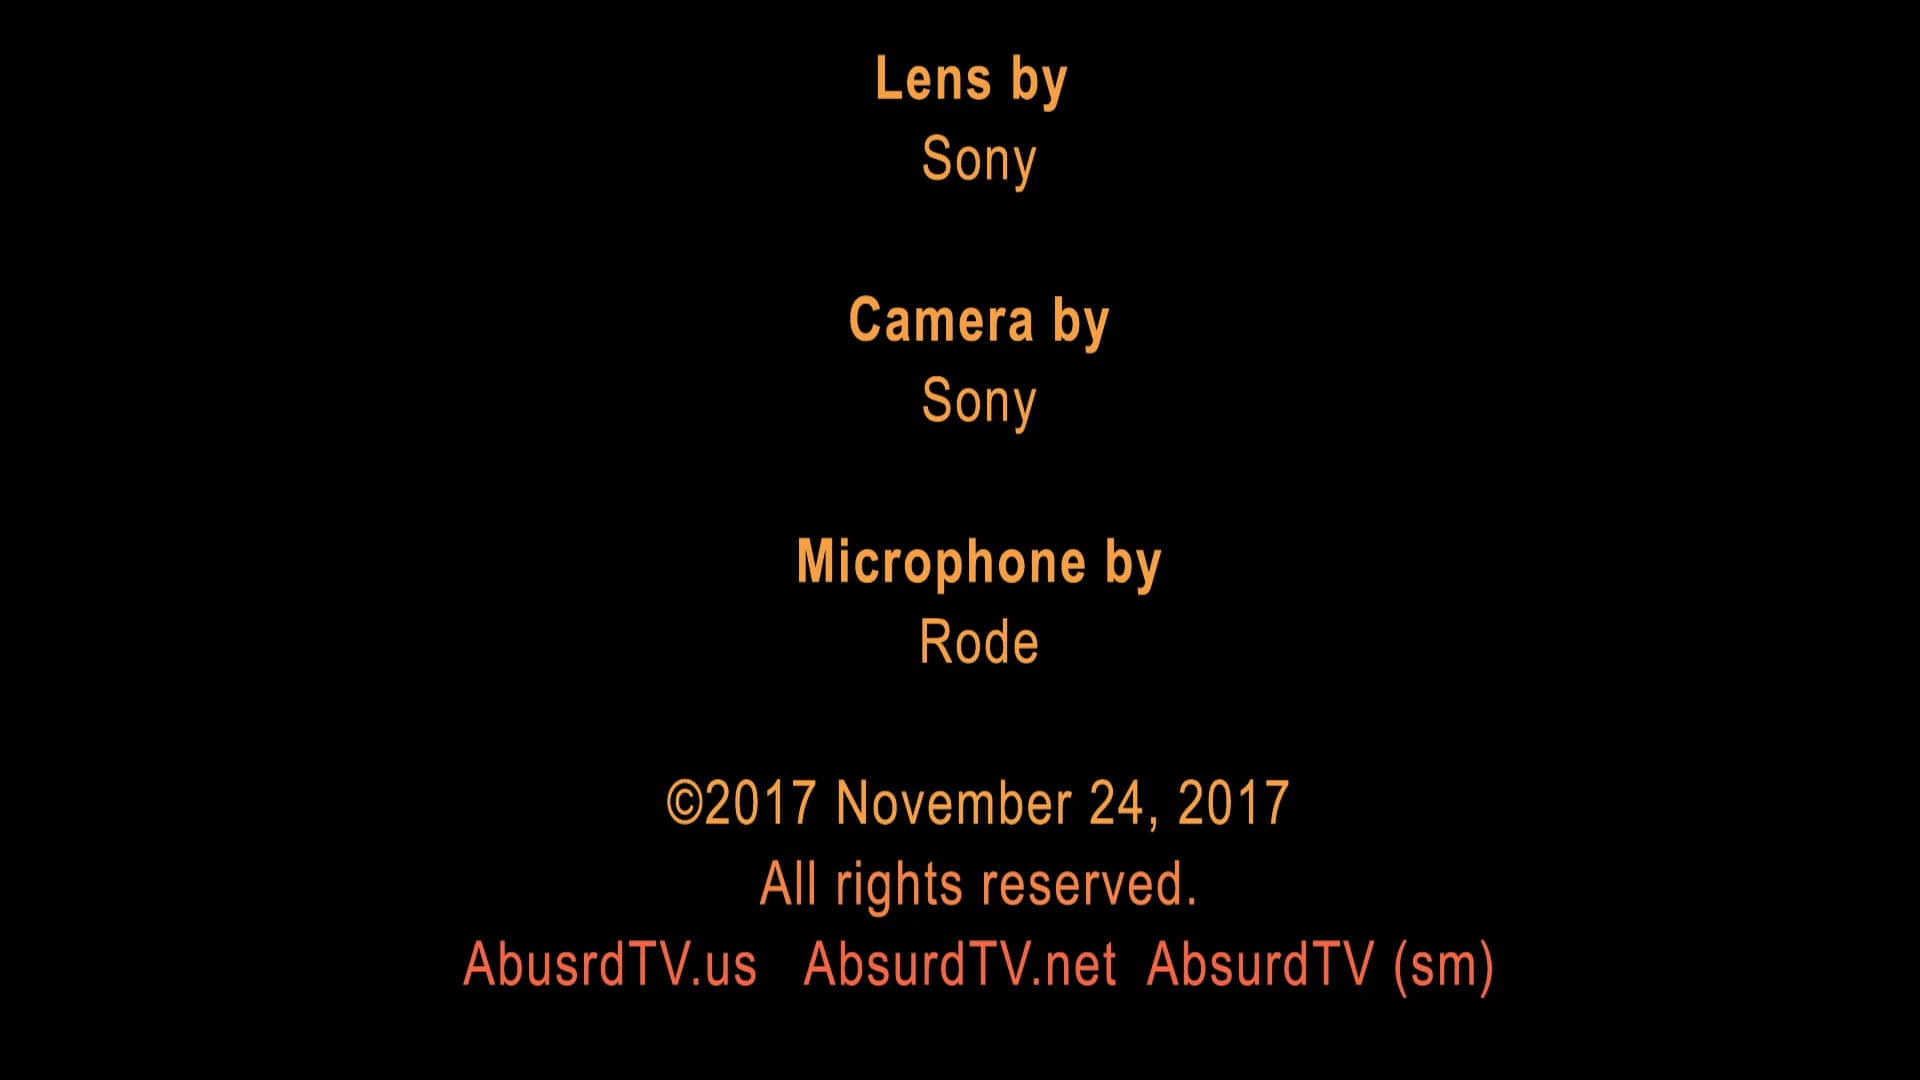 Lens by
Sony
Camera by
Sony
Microphone by
Rode
©2017 November 24, 2017
All rights reserved.
AbusrdTV.us AbsurdTV.net AbsurdTV (sm)